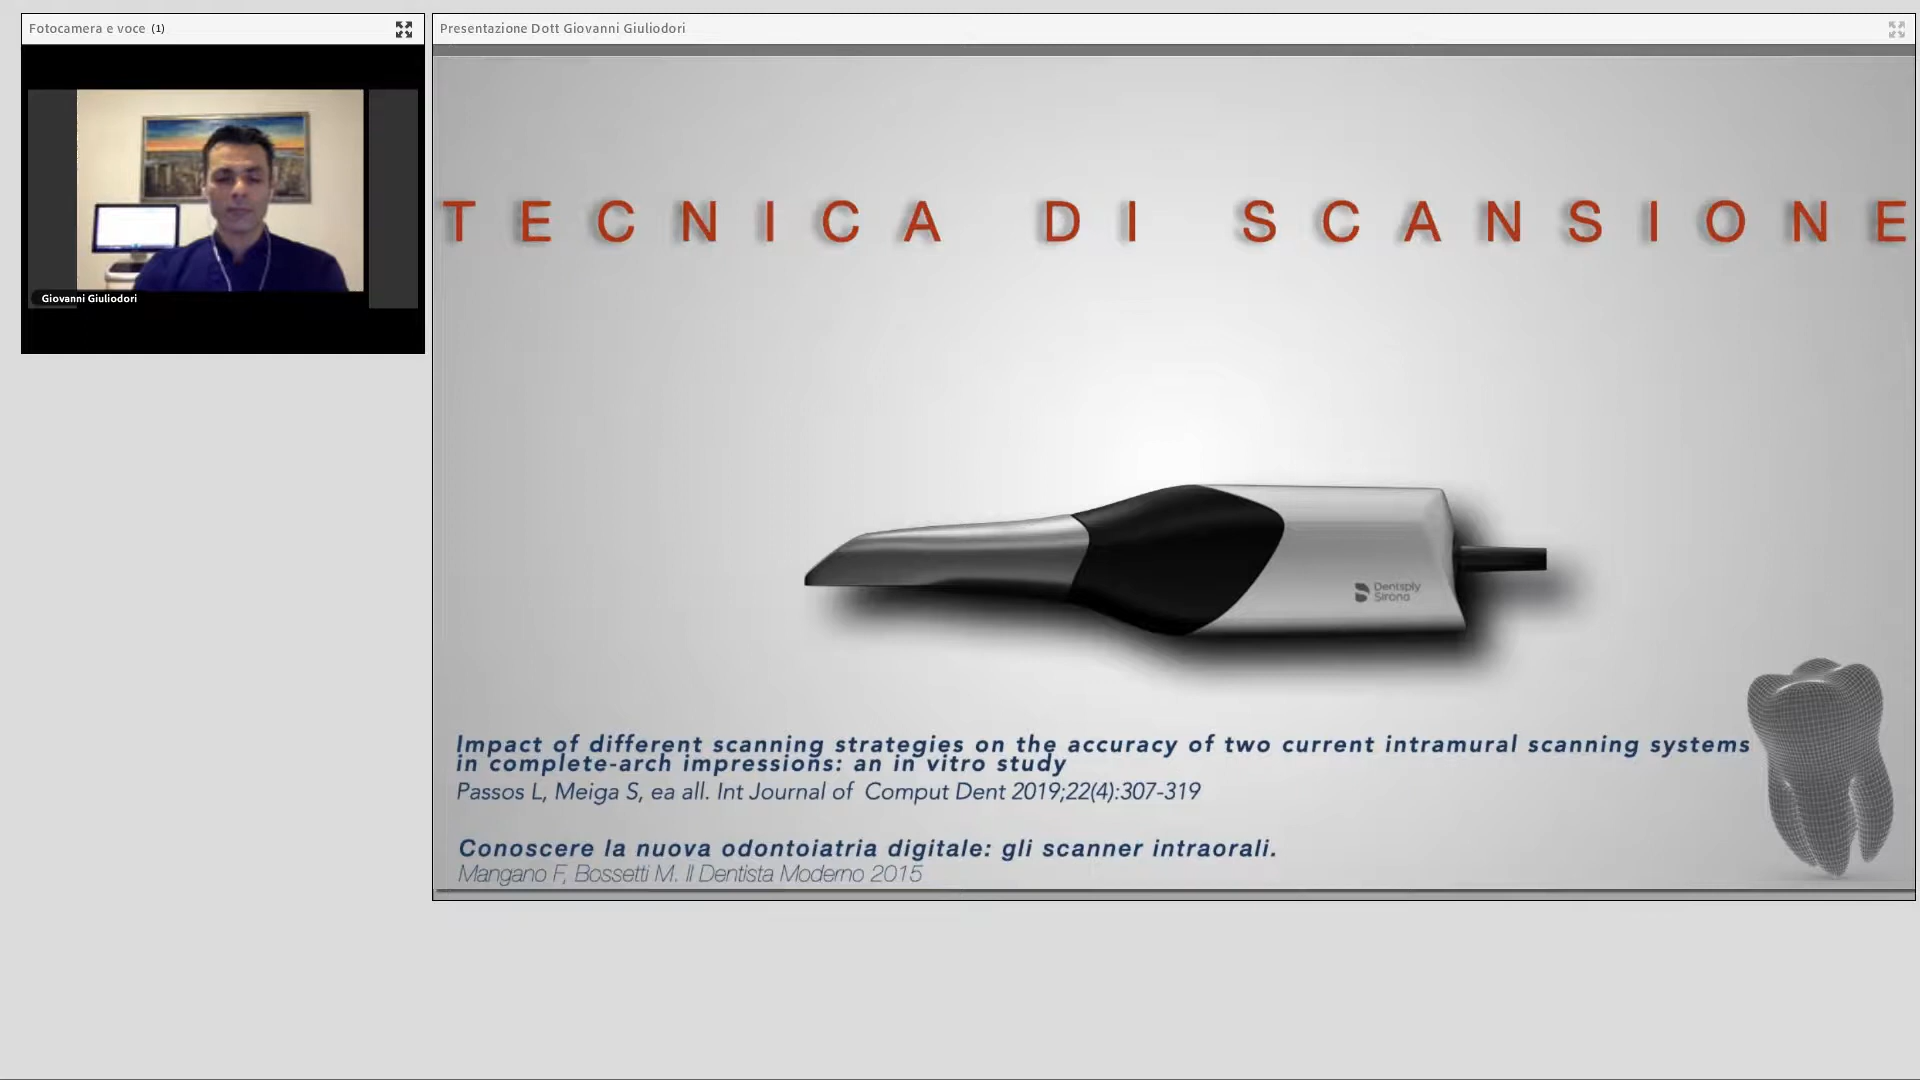 Fotocamera e voce (1)
Presentazione Dott Giovanni Giuliodori
Giovanni Giuliodori
TECNICA DI SCANSIONE
Dentsply
Sirona
Impact of different scanning strategies on the accuracy of two current intramural scanning systems
in complete-arch impressions: an in vitro study
Passos L, Meiga S, ea all. Int Journal of Comput Dent 2019;22(4):307-319
Conoscere la nuova odontoiatria digitale: gli scanner intraorali.
Mangano F, Bossetti M. Il Dentista Moderno 2015